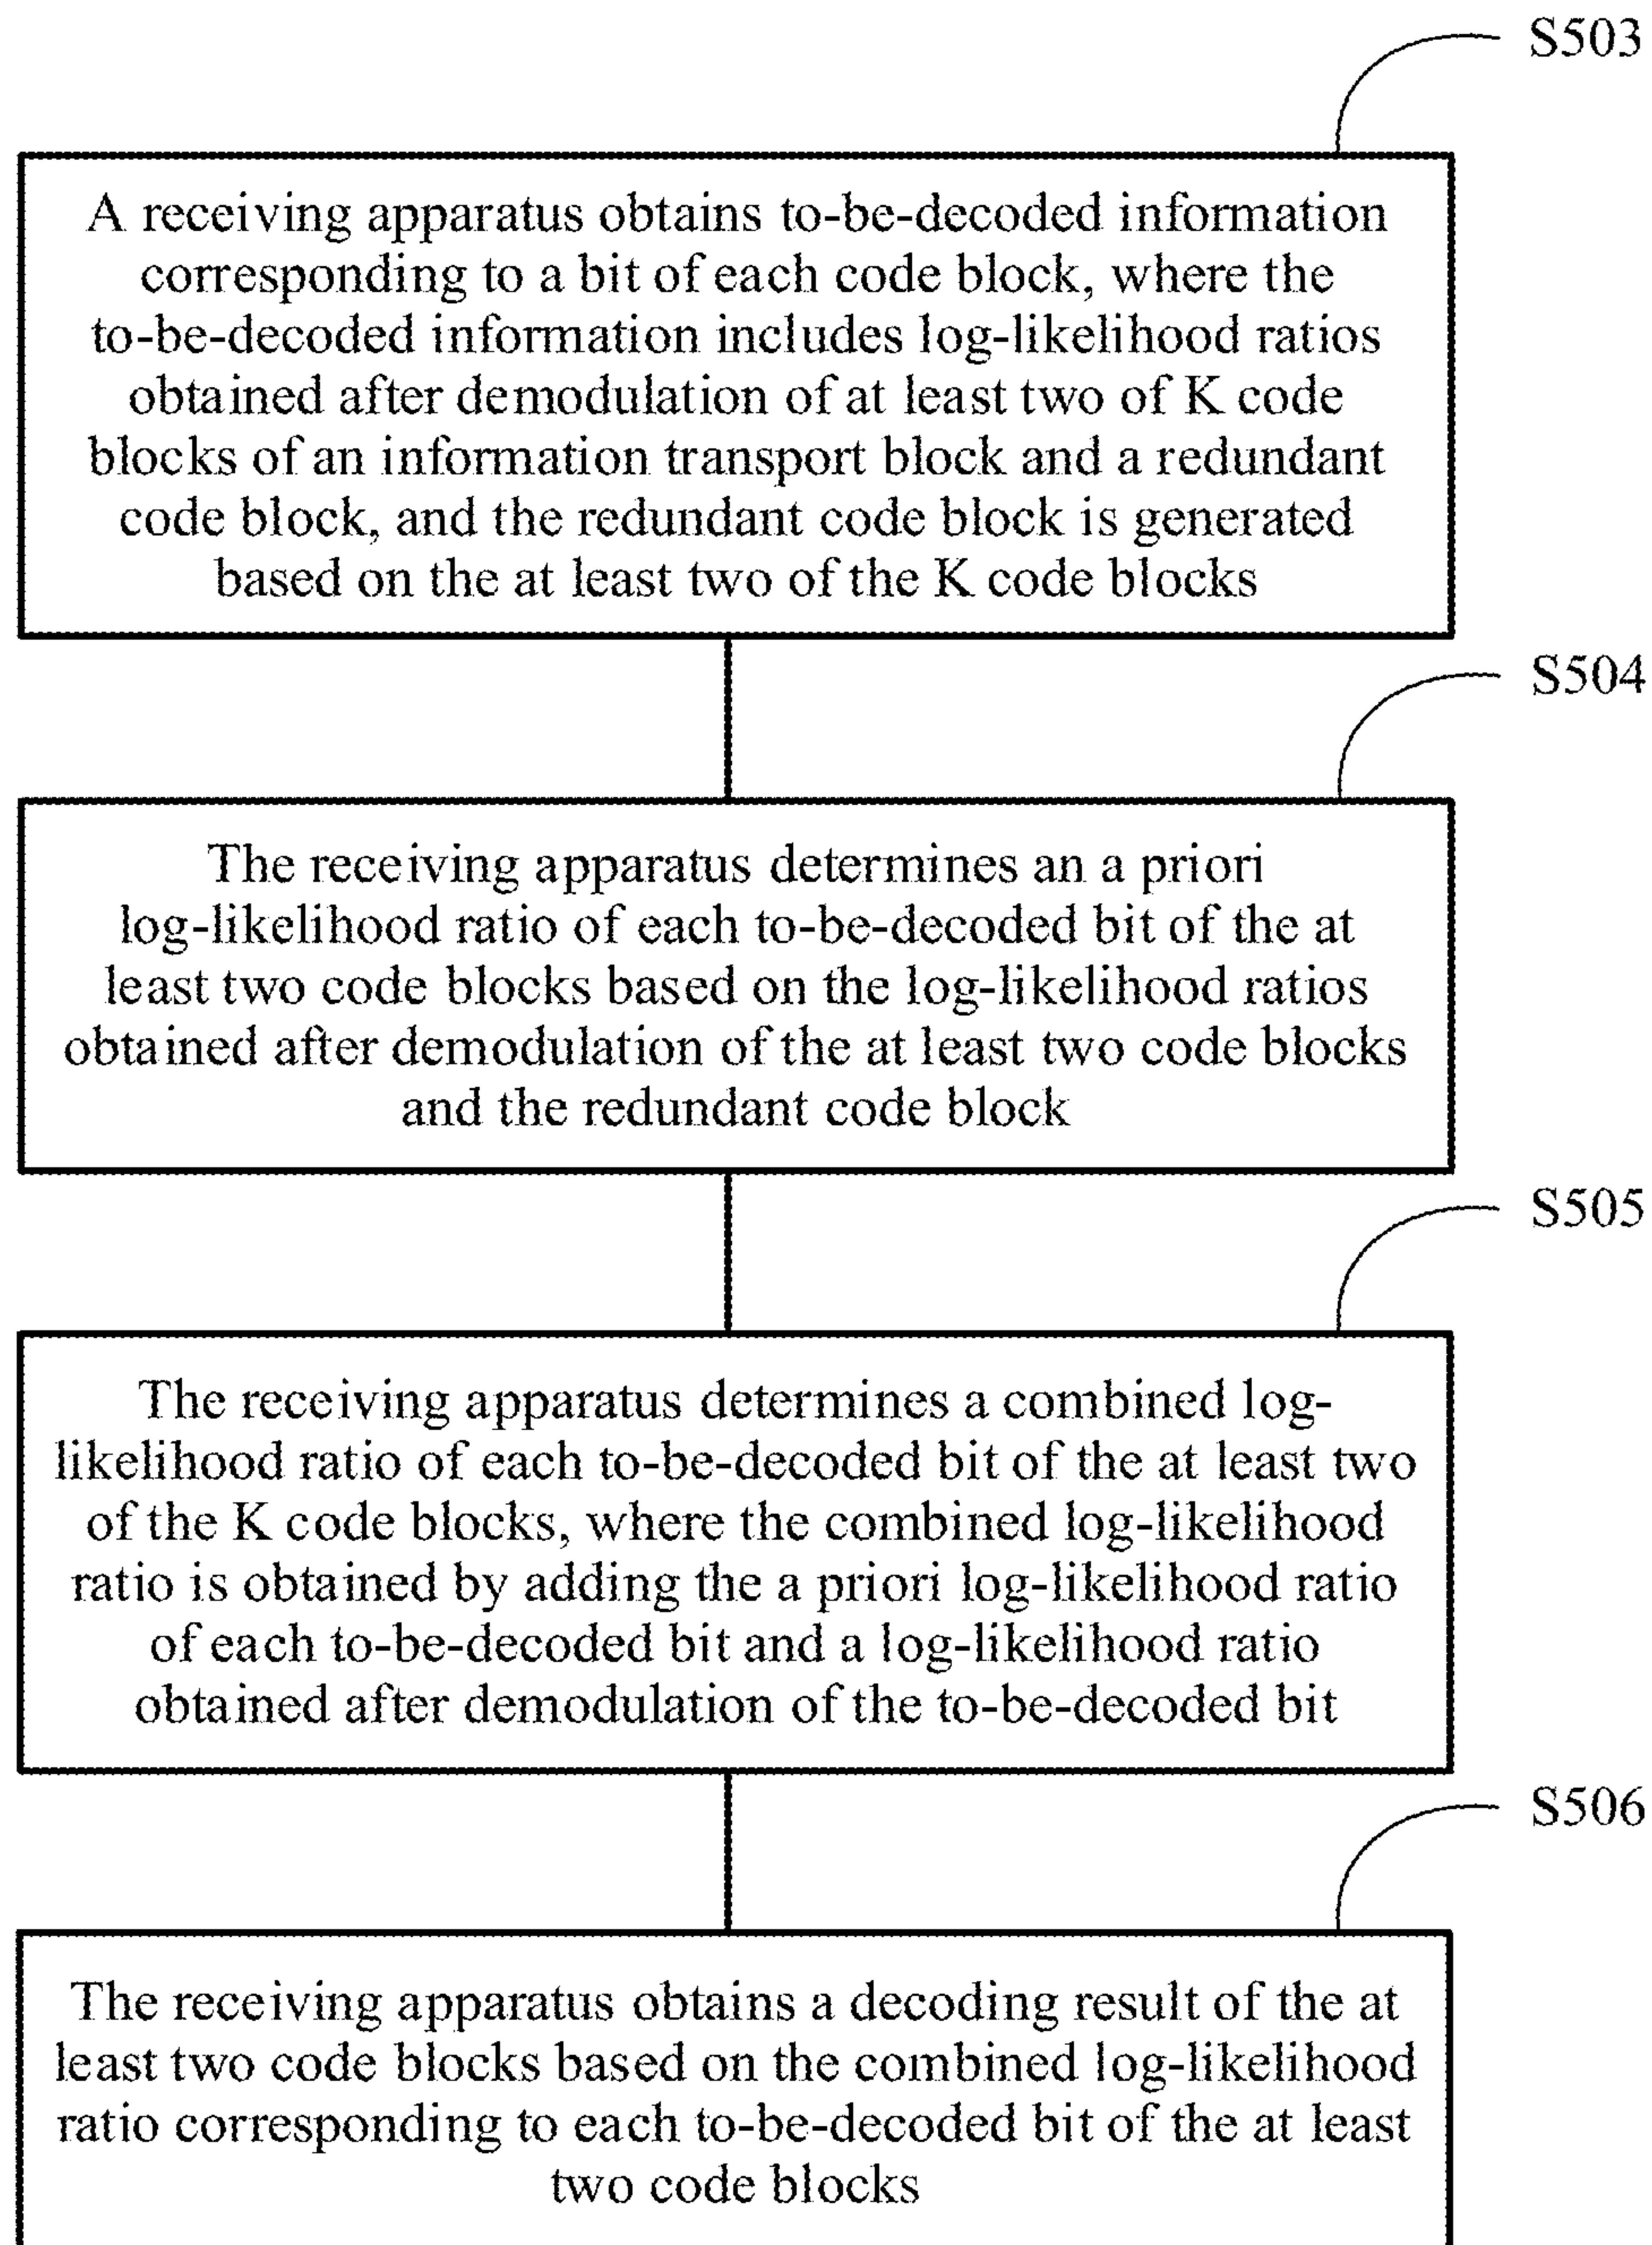 S503
A receiving apparatus obtains to-be-decoded information
corresponding to a bit of each code block, where the
to-be-decoded information includes log-likelihood ratios
obtained after demodulation of at least two of K code
blocks of an information transport block and a redundant
code block, and the redundant code block is generated
based on the at least two of the K code blocks
S504
The receiving apparatus determines an a priori
log-likelihood ratio of each to-be-decoded bit of the at
least two code blocks based on the log-likelihood ratios
obtained after demodulation of the at least two code blocks
and the redundant code block
S505
The receiving apparatus determines a combined log-
likelihood ratio of each to-be-decoded bit of the at least two
of the K code blocks, where the combined log-likelihood
ratio is obtained by adding the a priori log-likelihood ratio
of each to-be-decoded bit and a log-likelihood ratio
obtained after demodulation of the to-be-decoded bit
S506
The receiving apparatus obtains a decoding result of the at
least two code blocks based on the combined log-likelihood
ratio corresponding to each to-be-decoded bit of the at least
two code blocks